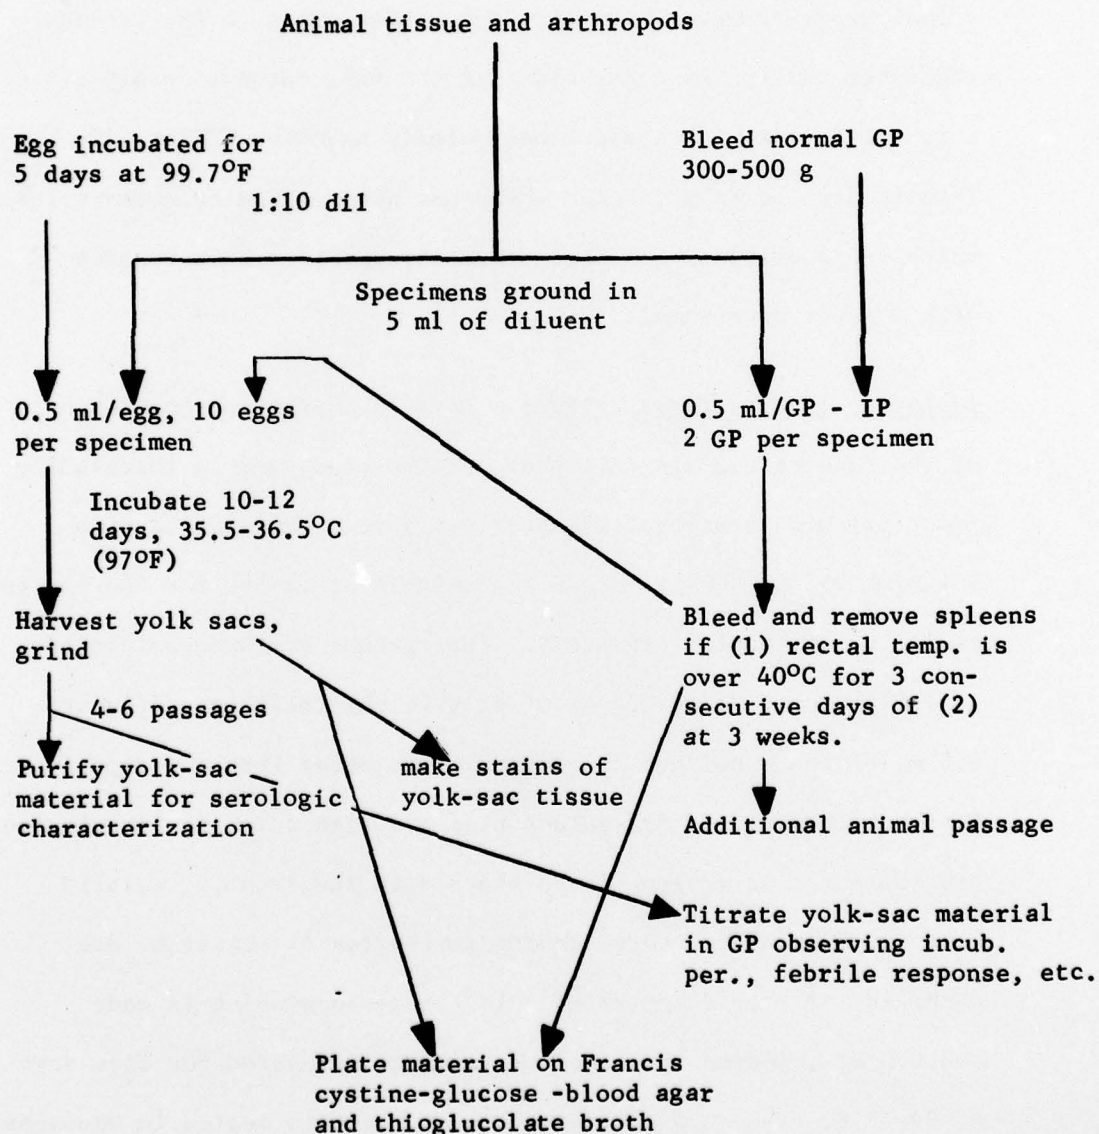 Animal tissue and arthropods
Egg incubated for
5 days at 99.7°F
1:10 dil
Bleed normal GP
300-500 g
Specimens ground in
5 ml of diluent
0.5 ml/egg, 10 eggs
per specimen
0.5 ml/GP - IP
2 GP per specimen
Incubate 10-12
days, 35.5-36.5°C
(97°F)
Harvest yolk sacs,
grind
Bleed and remove spleens
if (1) rectal temp. is
over 40°C for 3 con-
secutive days of (2)
at 3 weeks.
4-6 passages
Purify yolk-sac
material for serologic
characterization
make stains of
yolk-sac tissue
Additional animal passage
Titrate yolk-sac material
in GP observing incub.
per., febrile response, etc.
Plate material on Francis
cystine-glucose -blood agar
and thioglucolate broth